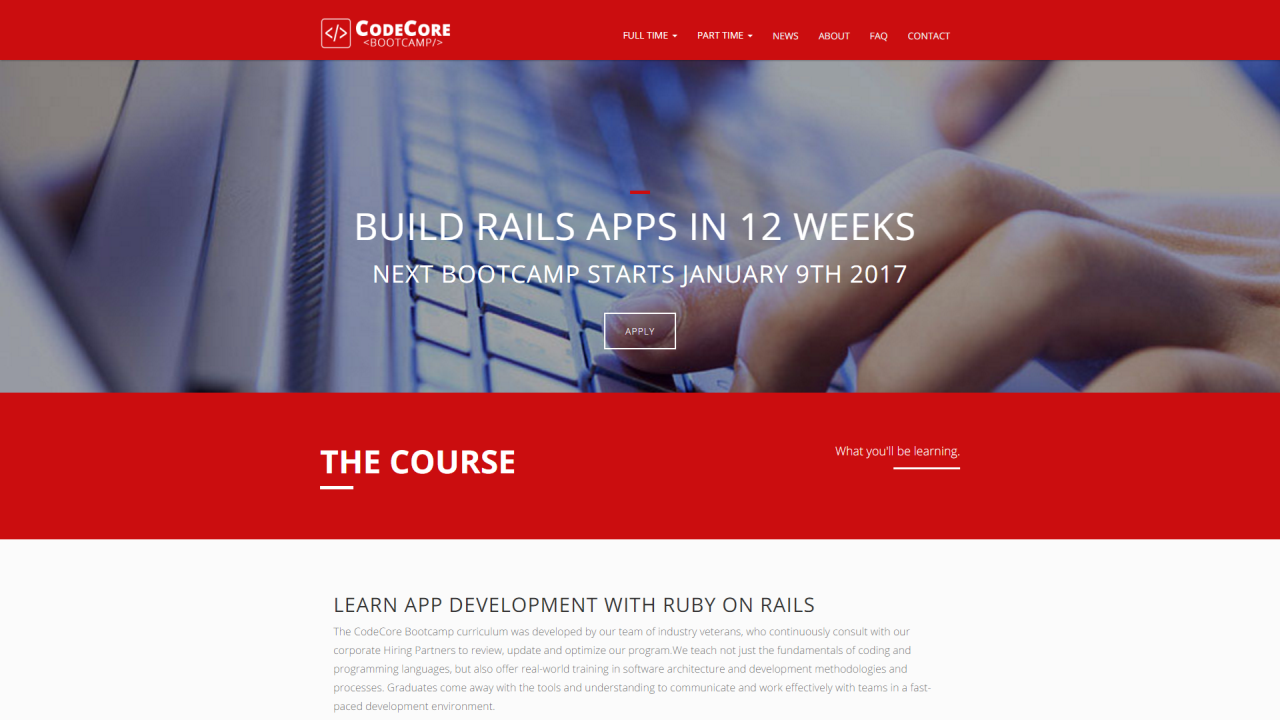 </> CODECORE
<BOOTCAMP/>
FULL TIME PART TIME NEWS ABOUT FAQ CONTACT
BUILD RAILS APPS IN 12 WEEKS
NEXT BOOTCAMP STARTS JANUARY 9TH 2017
APPLY
THE COURSE
What you'll be learning.
LEARN APP DEVELOPMENT WITH RUBY ON RAILS
The CodeCore Bootcamp curriculum was developed by our team of industry veterans, who continuously consult with our
corporate Hiring Partners to review, update and optimize our program.We teach not just the fundamentals of coding and
programming languages, but also offer real-world training in software architecture and development methodologies and
processes. Graduates come away with the tools and understanding to communicate and work effectively with teams in a fast-
paced development environment.